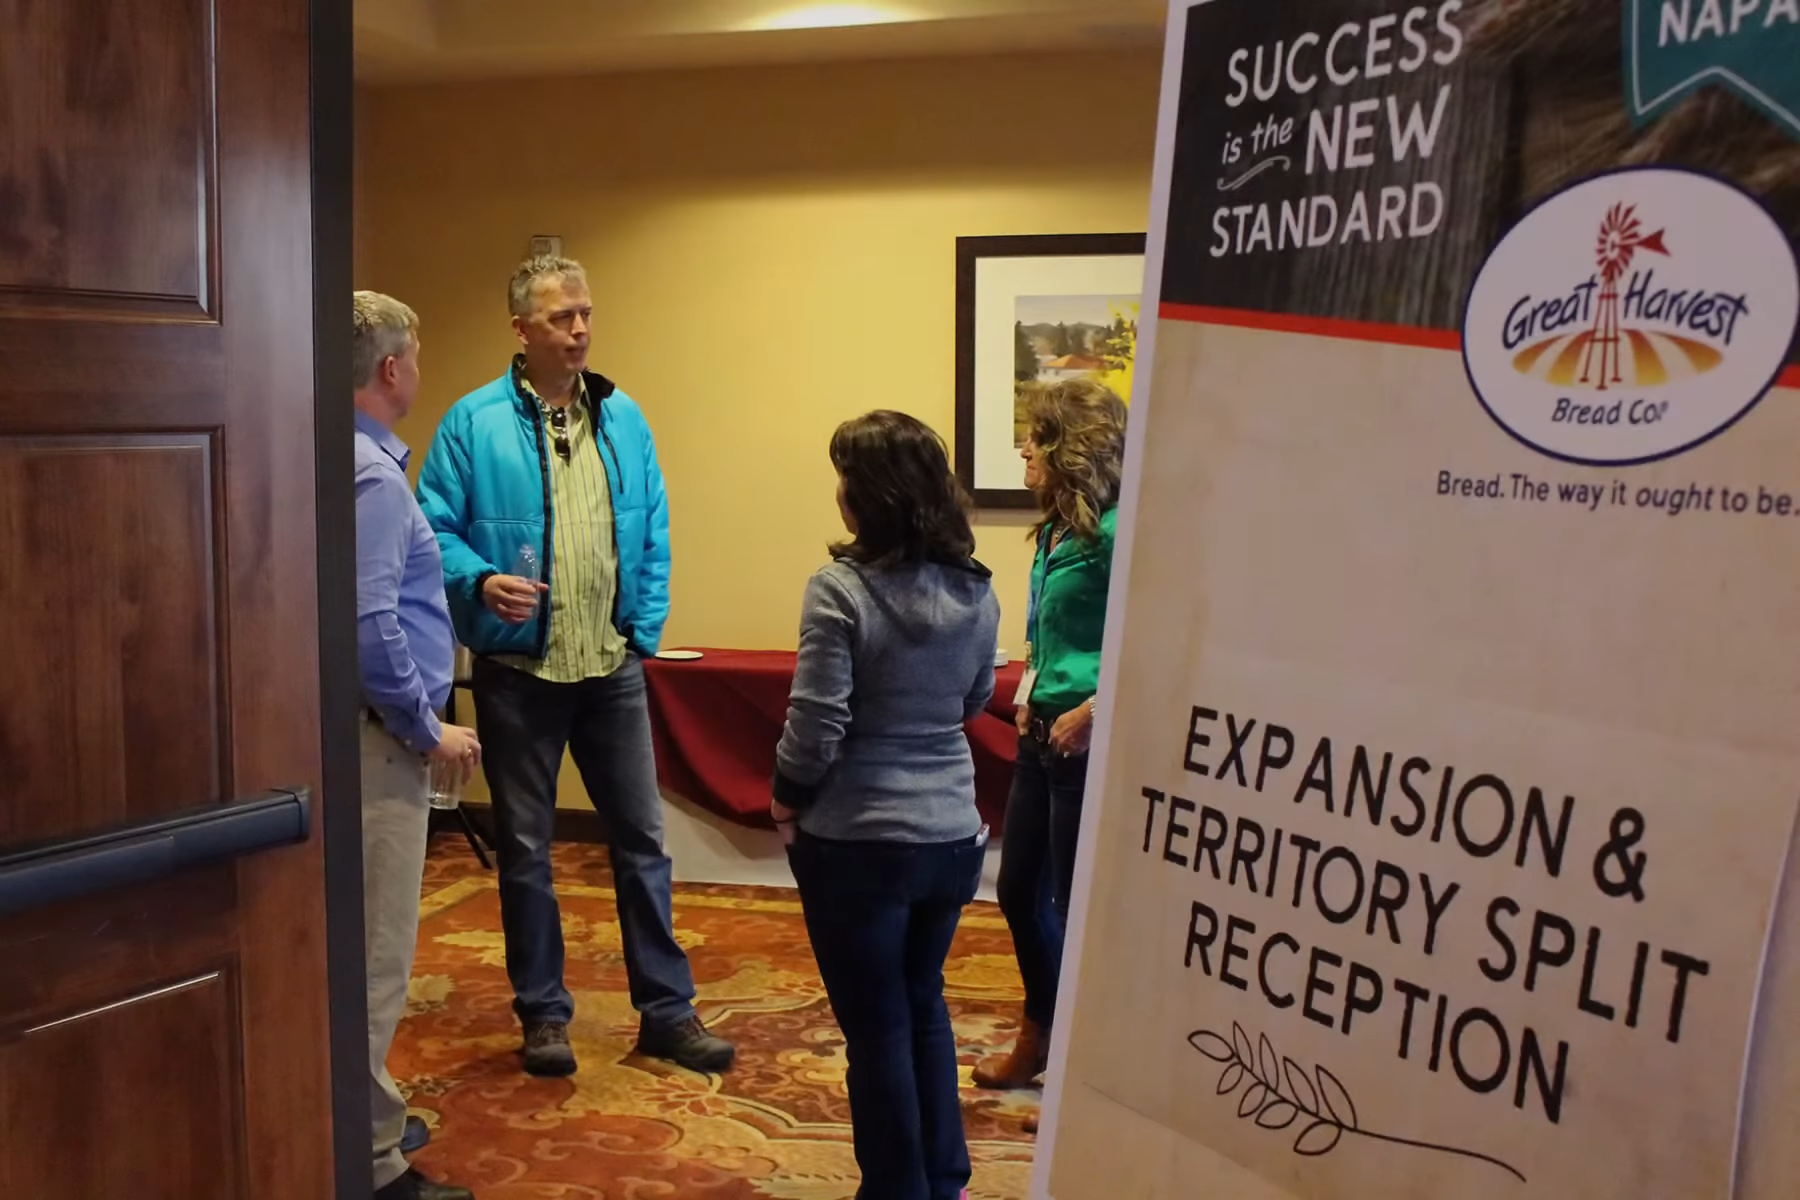 SUCCESS
is the NEW
STANDARD
NAPA
Great Harvest
Bread Co.®
Bread. The way it ought to be.
EXPANSION &
TERRITORY SPLIT
RECEPTION